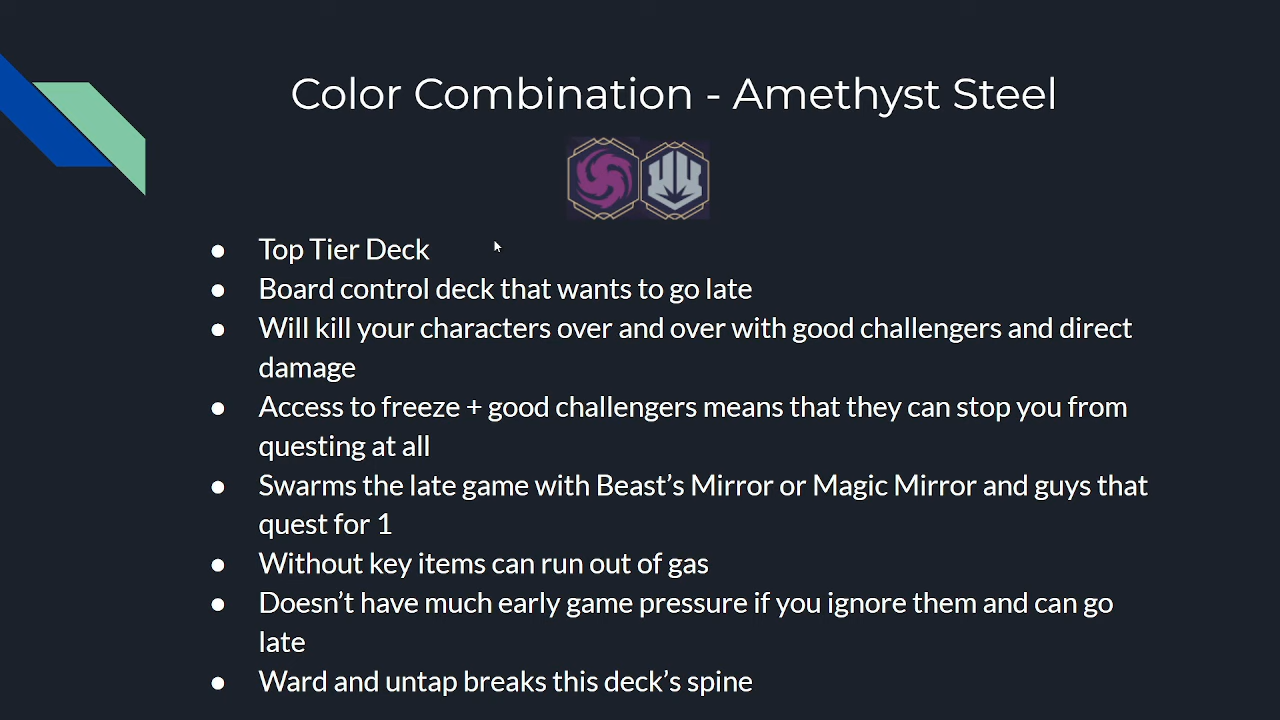 Color Combination - Amethyst Steel
● Top Tier Deck
● Board control deck that wants to go late
● Will kill your characters over and over with good challengers and direct
damage
● Access to freeze + good challengers means that they can stop you from
questing at all
● Swarms the late game with Beast's Mirror or Magic Mirror and guys that
quest for 1
● Without key items can run out of gas
● Doesn't have much early game pressure if you ignore them and can go
late
● Ward and untap breaks this deck's spine